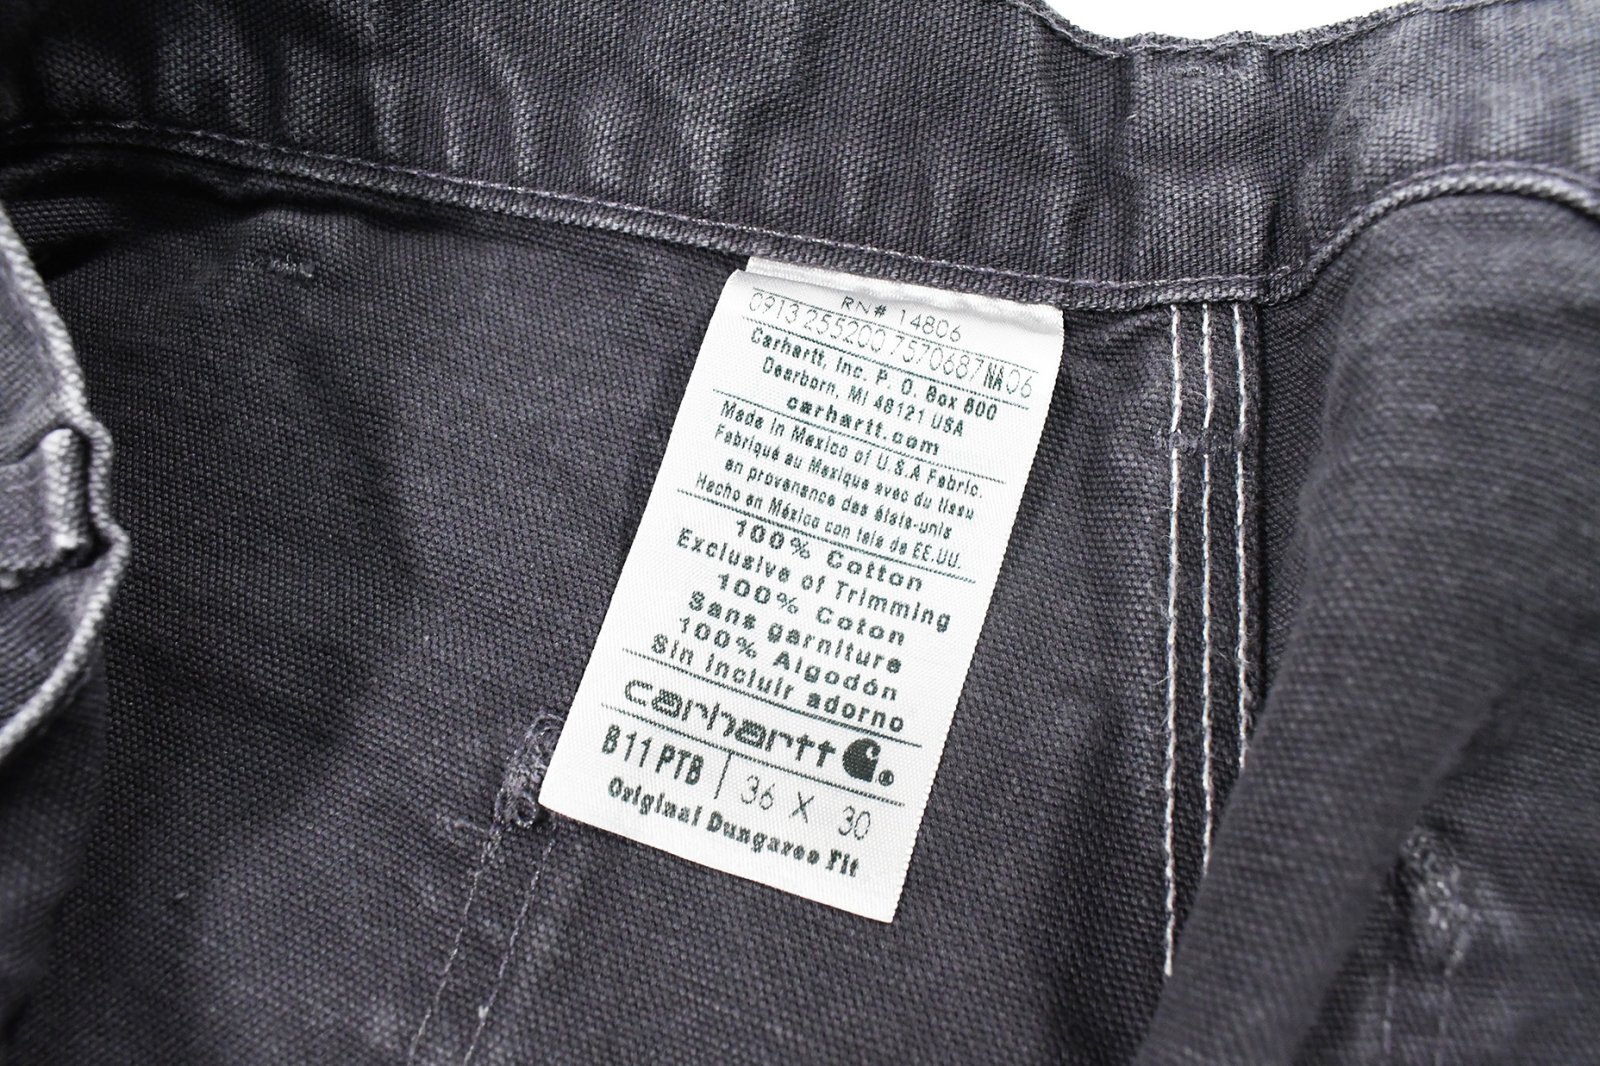 RN# 14806
0913 255200 7570687 NA 06
Carhartt, Inc. P. O. Box 600
Dearborn, MI 48121 USA
carhartt.com
Made in Mexico of U.S.A Fabric.
Fabriqué au Mexique avec du tissu
en provenance des états-unis
Hecho en México con tela de EE.UU.
100% Cotton
Exclusive of Trimming
100% Coton
Sans garniture
100% Algodón
Sin incluir adorno
carhartt ®
B11 PTB | 36 X 30
Original Dungaree Fit